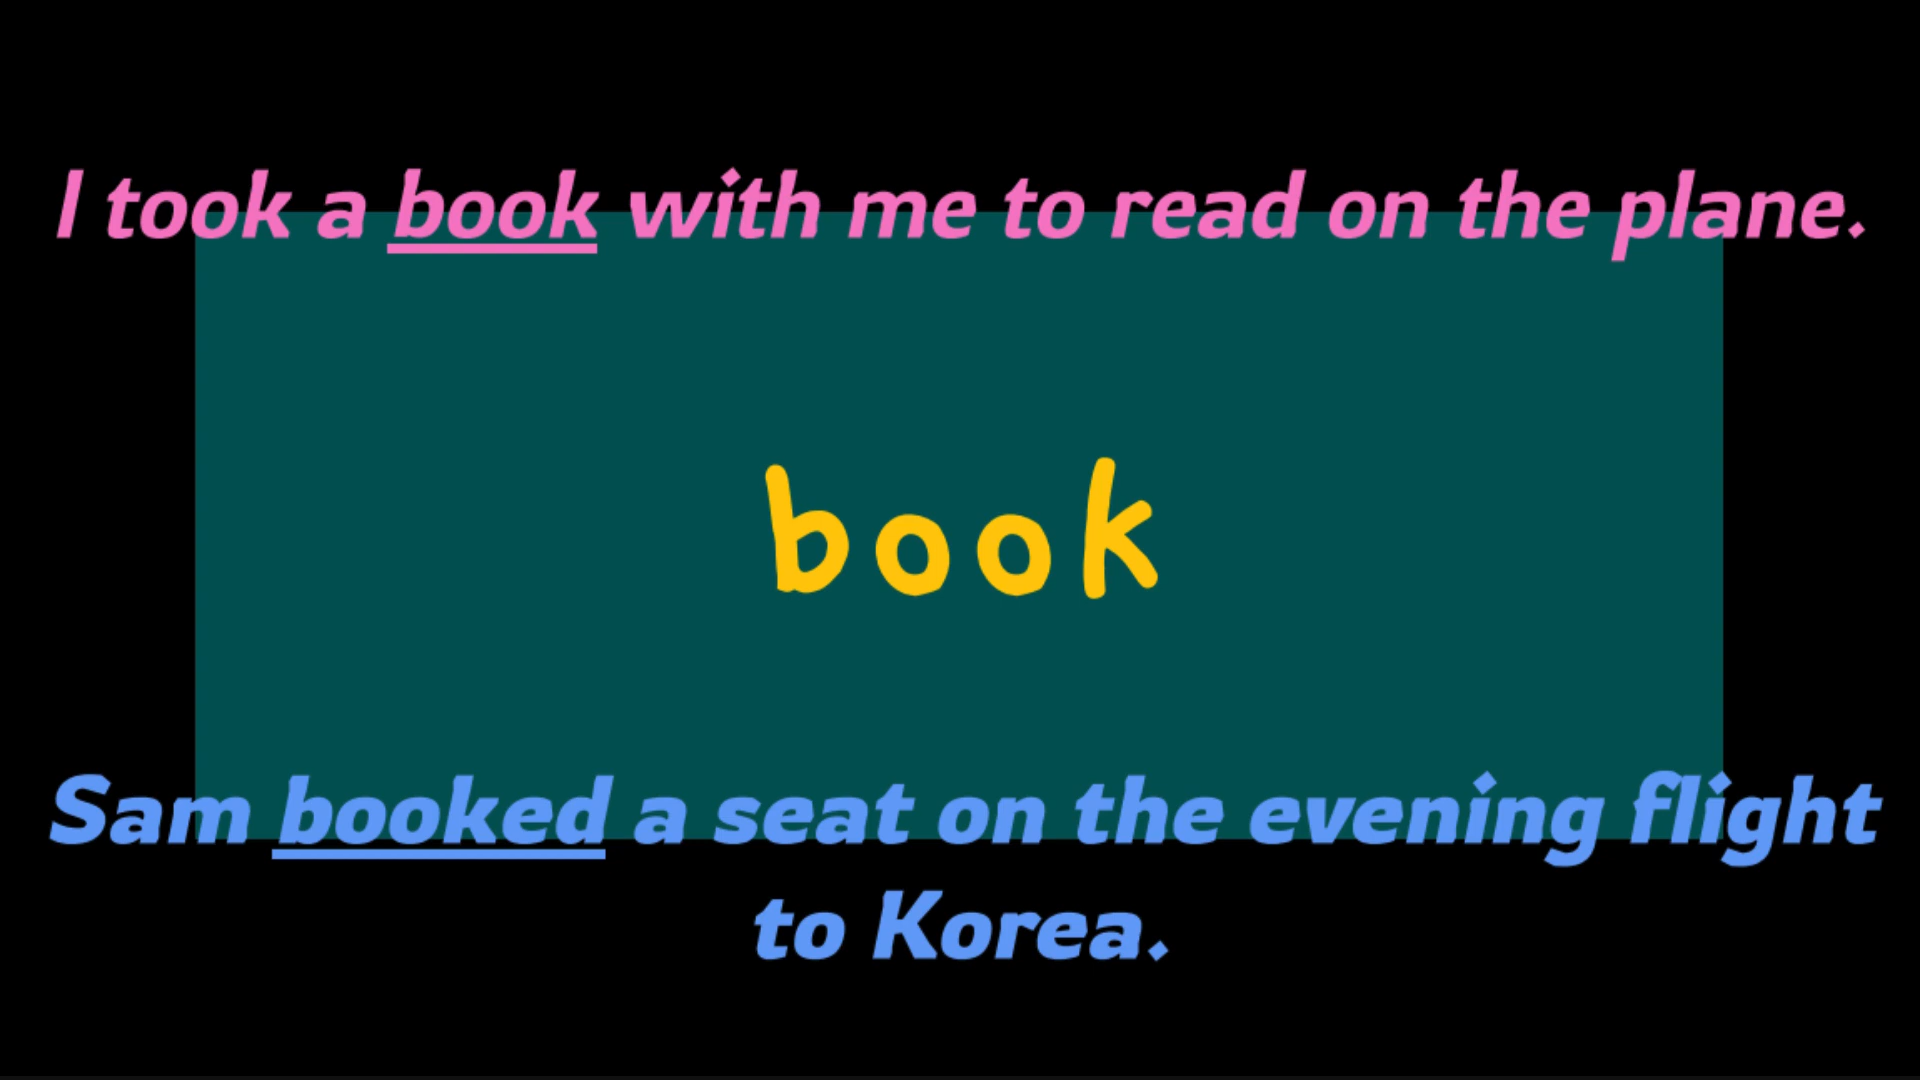 I took a book with me to read on the plane.
book
Sam booked a seat on the evening flight
to Korea.